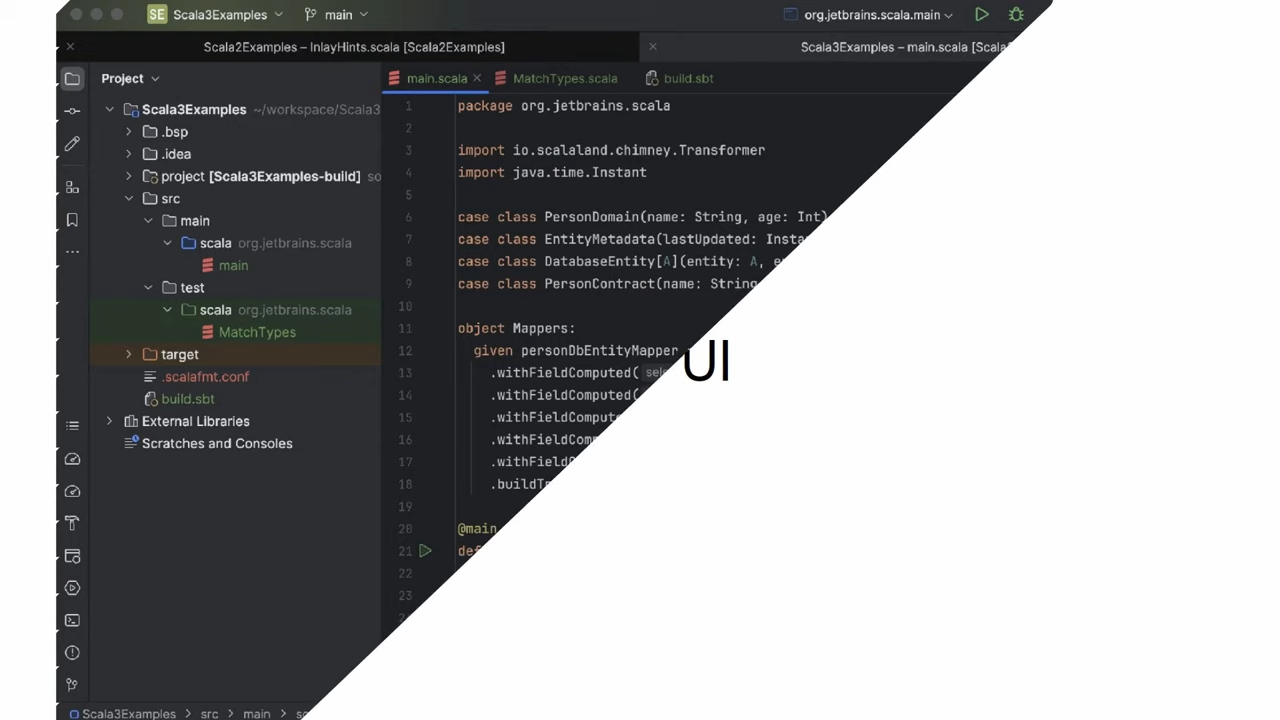 SE Scala3Examples main org.jetbrains.scala.main
Scala2Examples – InlayHints.scala [Scala2Examples] Scala3Examples – main.scala
Project main.scala MatchTypes.scala build.sbt
Scala3Examples ~/workspace/Scala3
.bsp
.idea
project [Scala3Examples-build]
src
main
scala org.jetbrains.scala
main
test
scala org.jetbrains.scala
MatchTypes
target
.scalafmt.conf
build.sbt
External Libraries
Scratches and Consoles
1 package org.jetbrains.scala
2
3 import io.scalaland.chimney.Transformer
4 import java.time.Instant
5
6 case class PersonDomain(name: String, age: Int)
7 case class EntityMetadata(lastUpdated:
8 case class DatabaseEntity[A](entity: A,
9 case class PersonContract(name: String
10
11 object Mappers:
12 given personDbEntityMapper
13 .withFieldComputed(
14 .withFieldComputed(
15 .withFieldCompute
16 .withFieldComp
17 .withFieldC
18
19
20 @main
21 def
22
23
UI
Scala3Examples > src > main >